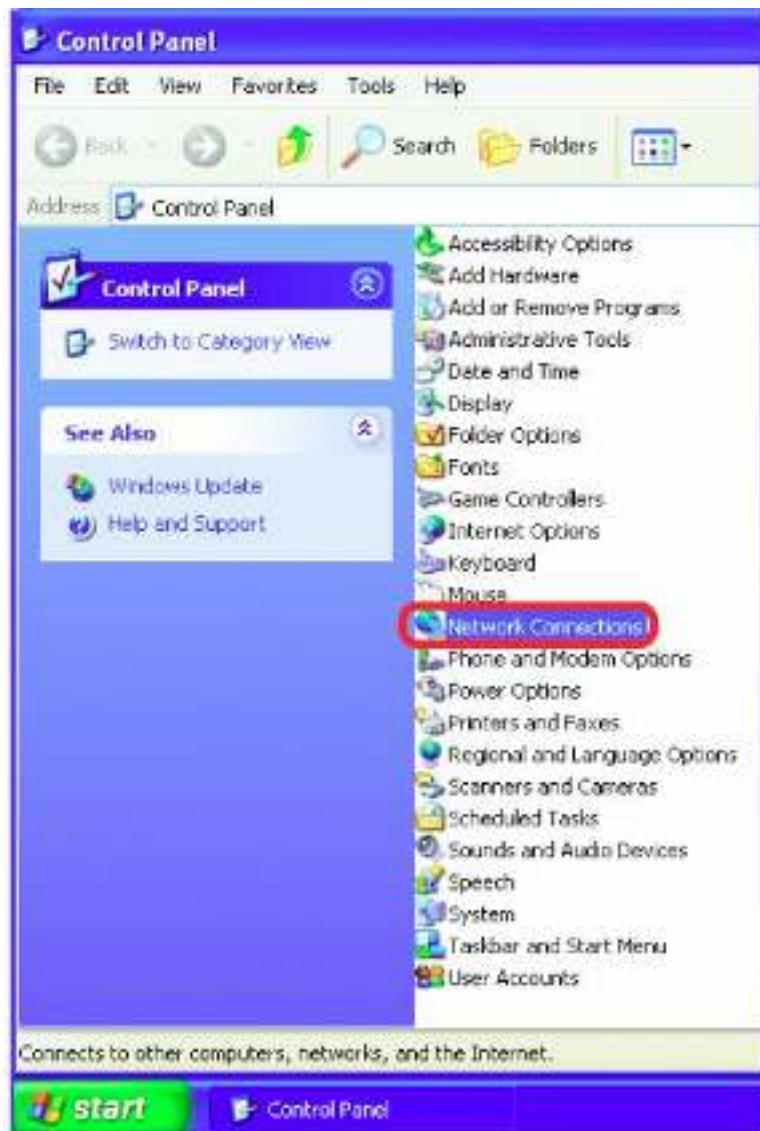 Control Panel
File Edit View Favorites Tools Help
Back Search Folders
Address Control Panel
Control Panel
Switch to Category View
See Also
Windows Update
Help and Support
Accessibility Options
Add Hardware
Add or Remove Programs
Administrative Tools
Date and Time
Display
Folder Options
Fonts
Game Controllers
Internet Options
Keyboard
Mouse
Network Connections
Phone and Modem Options
Power Options
Printers and Faxes
Regional and Language Options
Scanners and Cameras
Scheduled Tasks
Sounds and Audio Devices
Speech
System
Taskbar and Start Menu
User Accounts
Connects to other computers, networks, and the Internet.
start Control Panel